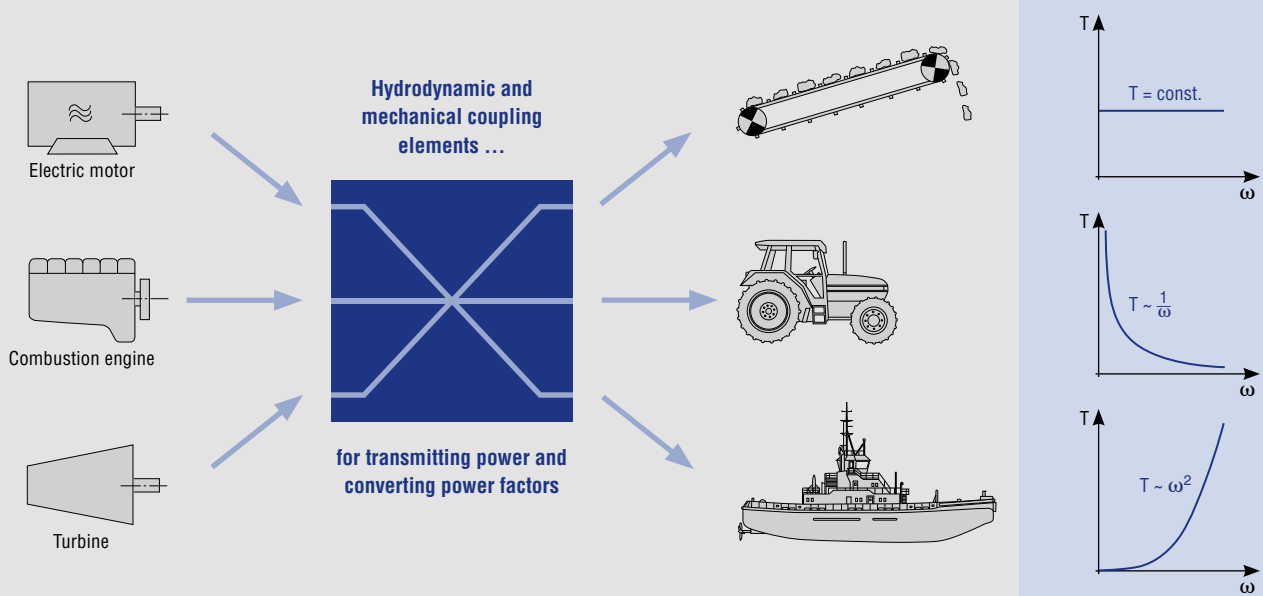 Electric motor
Combustion engine
Turbine
Hydrodynamic and
mechanical coupling
elements …
for transmitting power and
converting power factors
T
T = const.
ω
T
T ~ 1/ω
ω
T
T ~ ω²
ω